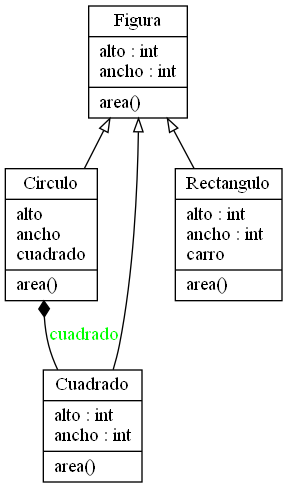 Figura
alto : int
ancho : int
area()
Circulo
alto
ancho
cuadrado
area()
Rectangulo
alto : int
ancho : int
carro
area()
cuadrado
Cuadrado
alto : int
ancho : int
area()